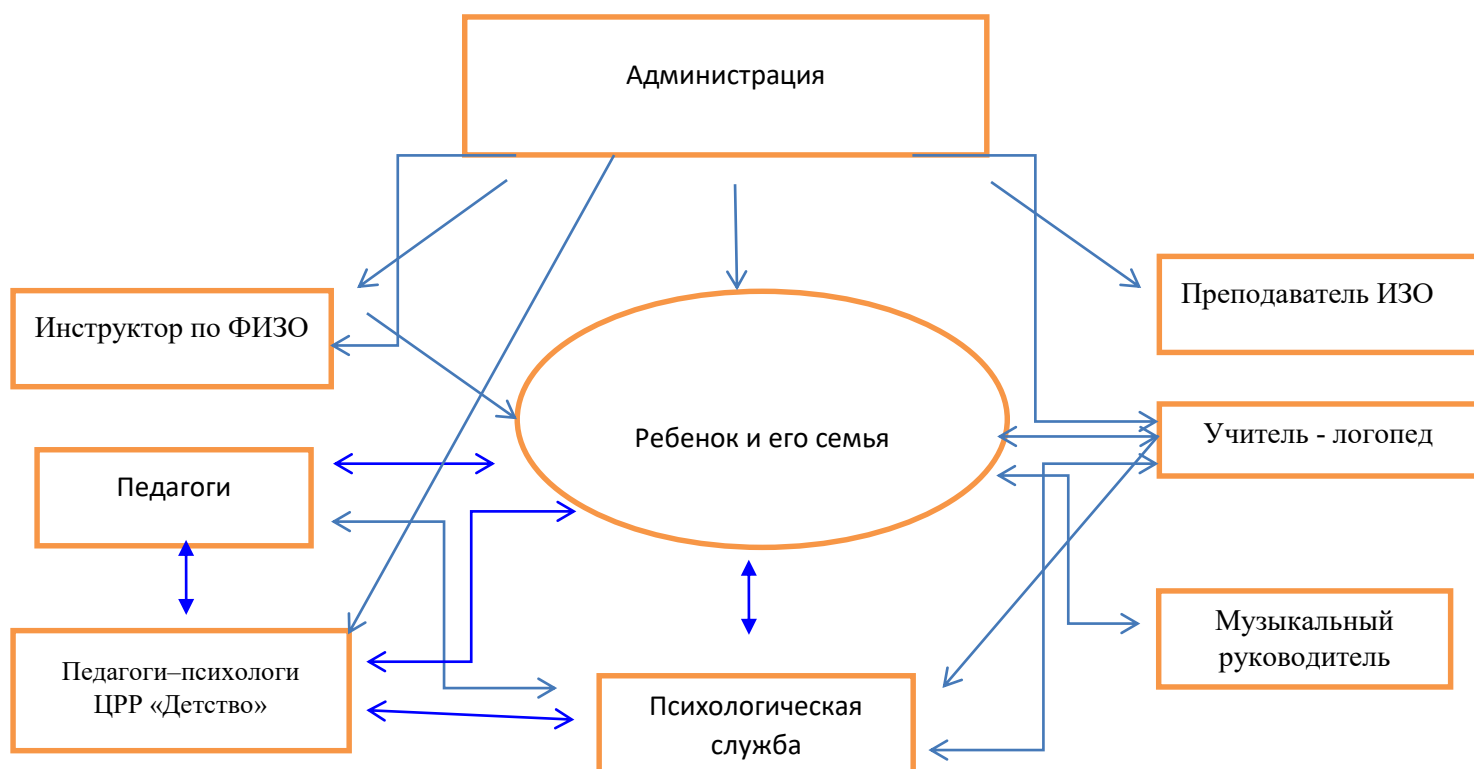 Администрация
Преподаватель ИЗО
Инструктор по ФИЗО
Учитель - логопед
Ребенок и его семья
Педагоги
Музыкальный
руководитель
Педагоги–психологи
ЦРР «Детство»
Психологическая
служба